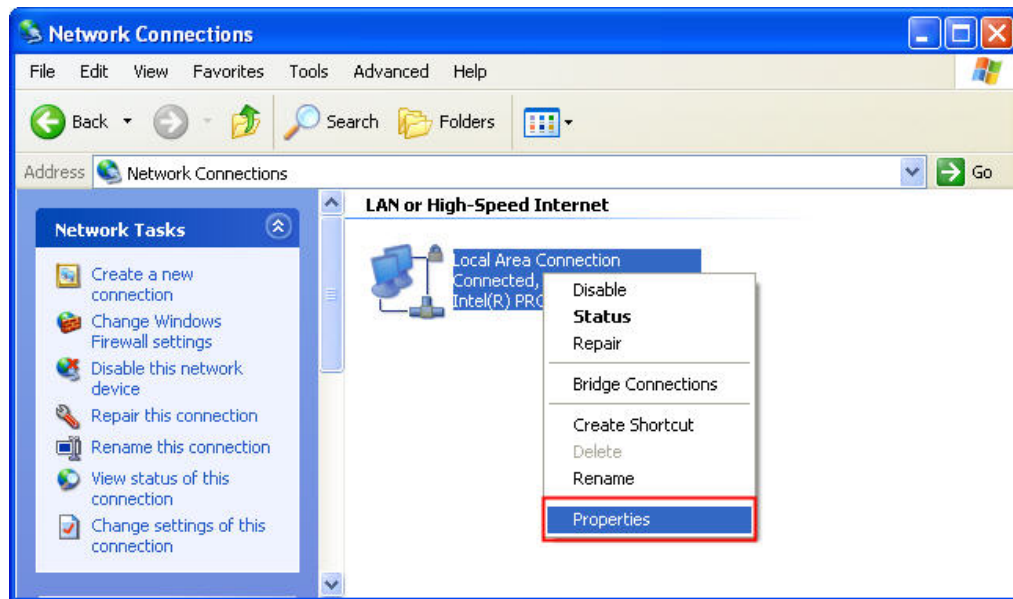 Network Connections
File Edit View Favorites Tools Advanced Help
Back Search Folders
Address Network Connections Go
Network Tasks
Create a new
connection
Change Windows
Firewall settings
Disable this network
device
Repair this connection
Rename this connection
View status of this
connection
Change settings of this
connection
LAN or High-Speed Internet
Local Area Connection
Connected,
Intel(R)
Disable
Status
Repair
Bridge Connections
Create Shortcut
Delete
Rename
Properties